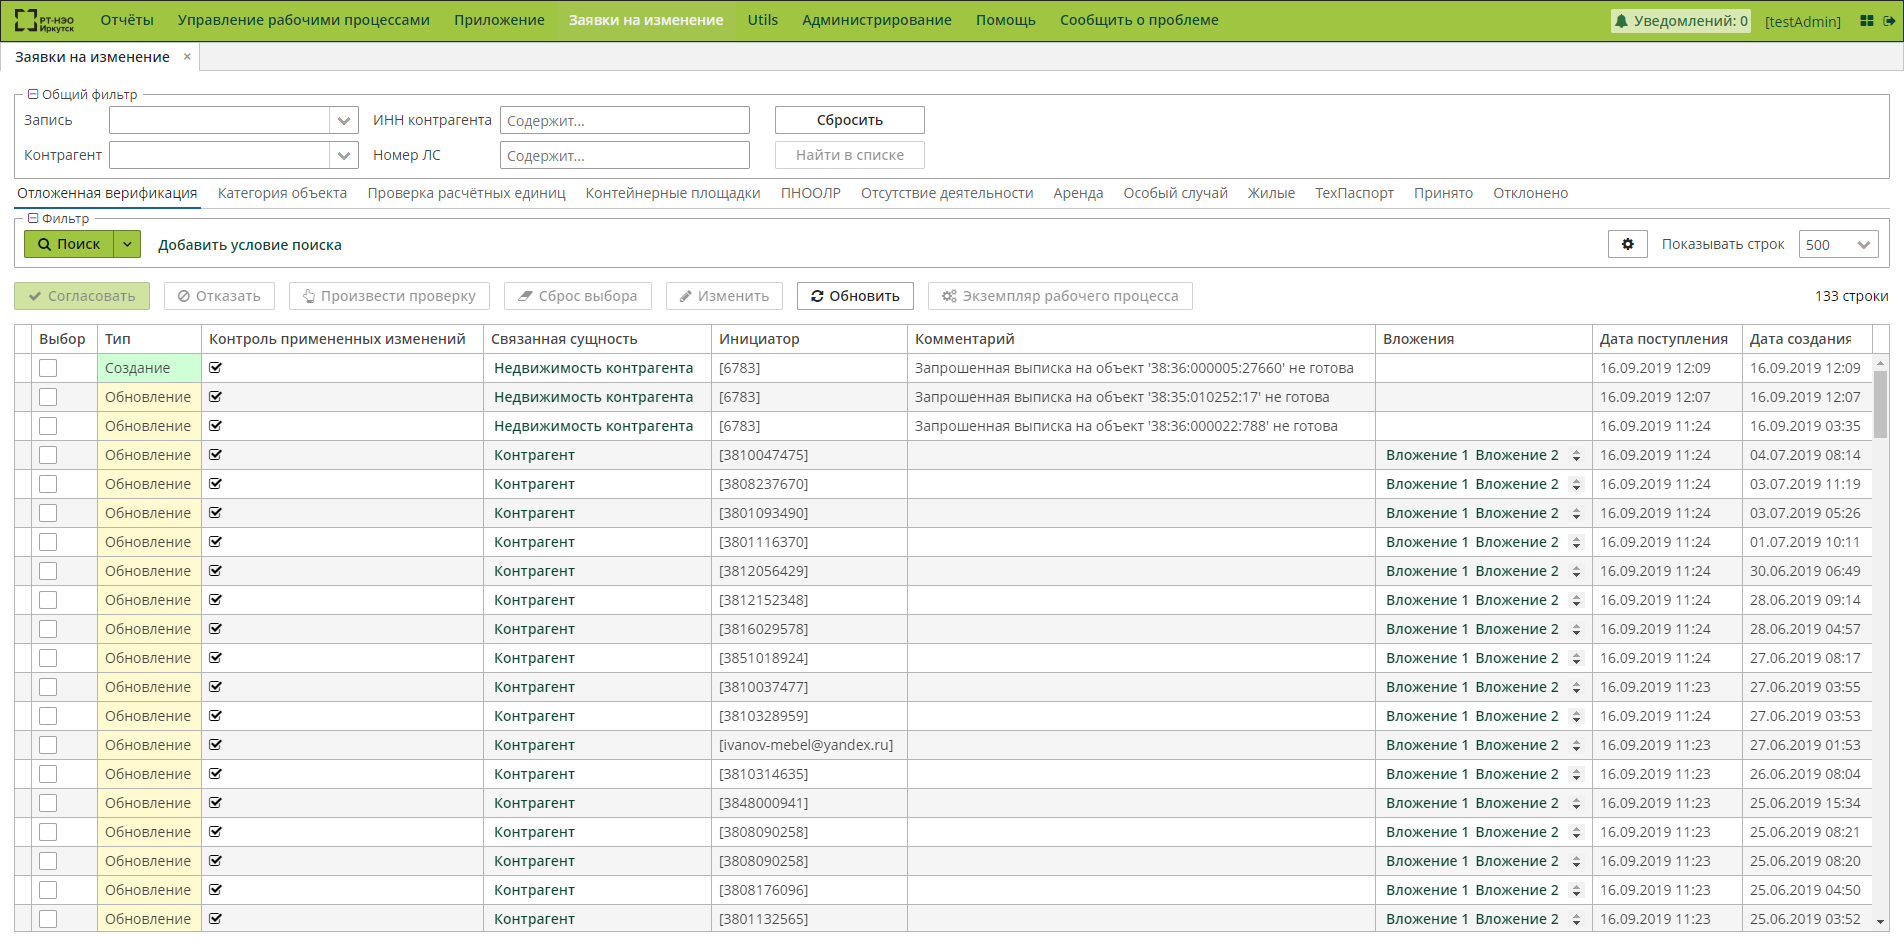 РТ-НЭО Иркутск Отчёты Управление рабочими процессами Приложение Заявки на изменение Utils Администрирование Помощь Сообщить о проблеме Уведомлений: 0 [testAdmin]
Заявки на изменение ×
Общий фильтр
Запись ИНН контрагента Содержит... Сбросить
Контрагент Номер ЛС Содержит... Найти в списке
Отложенная верификация Категория объекта Проверка расчётных единиц Контейнерные площадки ПНООЛР Отсутствие деятельности Аренда Особый случай Жилые ТехПаспорт Принято Отклонено
Фильтр
Поиск Добавить условие поиска Показывать строк 500
Согласовать Отказать Произвести проверку Сброс выбора Изменить Обновить Экземпляр рабочего процесса 133 строки
Выбор Тип Контроль примененных изменений Связанная сущность Инициатор Комментарий Вложения Дата поступления Дата создания
Создание Недвижимость контрагента [6783] Запрошенная выписка на объект '38:36:000005:27660' не готова 16.09.2019 12:09 16.09.2019 12:09
Обновление Недвижимость контрагента [6783] Запрошенная выписка на объект '38:35:010252:17' не готова 16.09.2019 12:07 16.09.2019 12:07
Обновление Недвижимость контрагента [6783] Запрошенная выписка на объект '38:36:000022:788' не готова 16.09.2019 11:24 16.09.2019 03:35
Обновление Контрагент [3810047475] Вложение 1 Вложение 2 16.09.2019 11:24 04.07.2019 08:14
Обновление Контрагент [3808237670] Вложение 1 Вложение 2 16.09.2019 11:24 03.07.2019 11:19
Обновление Контрагент [3801093490] Вложение 1 Вложение 2 16.09.2019 11:24 03.07.2019 05:26
Обновление Контрагент [3801116370] Вложение 1 Вложение 2 16.09.2019 11:24 01.07.2019 10:11
Обновление Контрагент [3812056429] Вложение 1 Вложение 2 16.09.2019 11:24 30.06.2019 06:49
Обновление Контрагент [3812152348] Вложение 1 Вложение 2 16.09.2019 11:24 28.06.2019 09:14
Обновление Контрагент [3816029578] Вложение 1 Вложение 2 16.09.2019 11:24 28.06.2019 04:57
Обновление Контрагент [3851018924] Вложение 1 Вложение 2 16.09.2019 11:24 27.06.2019 08:17
Обновление Контрагент [3810037477] Вложение 1 Вложение 2 16.09.2019 11:23 27.06.2019 03:55
Обновление Контрагент [3810328959] Вложение 1 Вложение 2 16.09.2019 11:24 27.06.2019 03:53
Обновление Контрагент [ivanov-mebel@yandex.ru] Вложение 1 Вложение 2 16.09.2019 11:23 27.06.2019 01:53
Обновление Контрагент [3810314635] Вложение 1 Вложение 2 16.09.2019 11:23 26.06.2019 08:04
Обновление Контрагент [3848000941] Вложение 1 Вложение 2 16.09.2019 11:23 25.06.2019 15:34
Обновление Контрагент [3808090258] Вложение 1 Вложение 2 16.09.2019 11:23 25.06.2019 08:21
Обновление Контрагент [3808090258] Вложение 1 Вложение 2 16.09.2019 11:23 25.06.2019 08:20
Обновление Контрагент [3808176096] Вложение 1 Вложение 2 16.09.2019 11:23 25.06.2019 04:50
Обновление Контрагент [3801132565] Вложение 1 Вложение 2 16.09.2019 11:23 25.06.2019 03:52